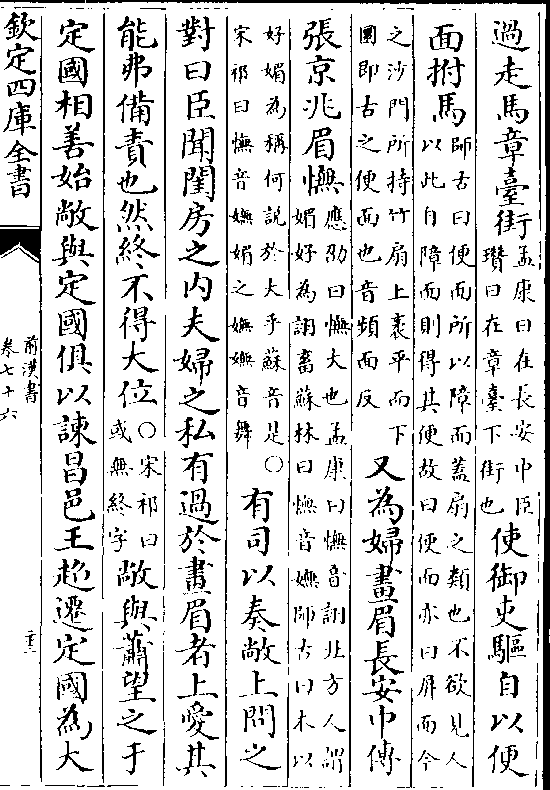 過走馬章臺街孟康曰在長安中臣
瓚曰在章臺下街也使御吏驅自以便
面拊馬師古曰便面所以障面蓋扇之類也不欲見人
以此自障面則得其便故曰便面亦曰屏面今
之沙門所持竹扇上袤平而下
圜即古之便面也音頻面反又為婦畫眉長安中傳
張京兆眉憮應劭曰憮大也孟康曰憮音詡北方人謂
媚好為詡畜蘇林曰憮音嫵師古曰本以
好媚為稱何說於大乎蘇音是○
宋祁曰憮音嫵媚之嫵嫵音舞有司以奏敞上問之
對曰臣聞閨房之内夫婦之私有過於畫眉者上愛其
能弗備責也然終不得大位○宋祁曰
或無終字敞與蕭望之于
定國相善始敞與定國俱以諫昌邑王超遷定國為大
欽定四庫全書
前漢書
卷七十六
二十三